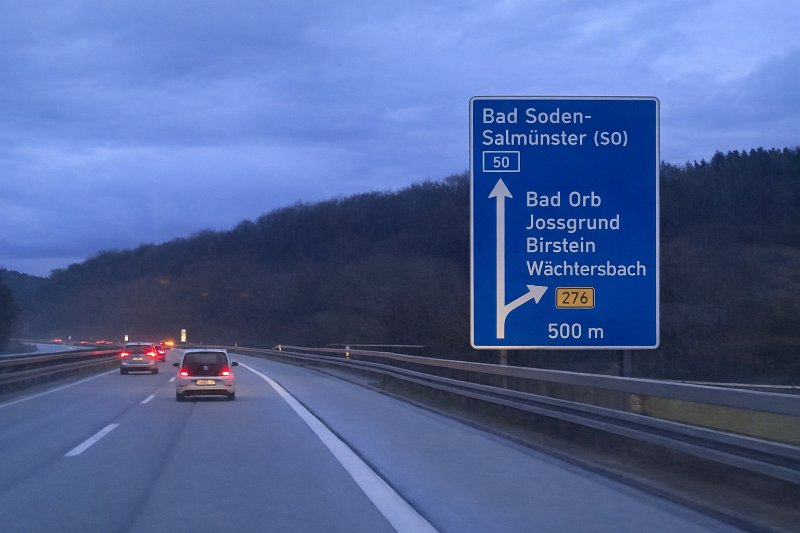 Bad Soden-
Salmünster (SO)
50
Bad Orb
Jossgrund
Birstein
Wächtersbach
276
500 m